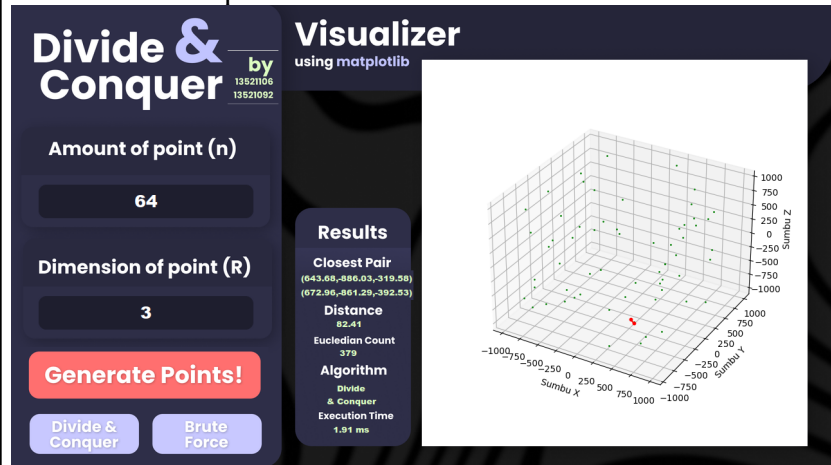 Divide &
Conquer
by
13521106
13521092
Amount of point (n)
64
Dimension of point (R)
3
Generate Points!
Divide &
Conquer
Brute
Force
Visualizer
using matplotlib
Results
Closest Pair
(643.68,-886.03,-319.58)
(672.96,-861.29,-392.53)
Distance
82.41
Eucledian Count
379
Algorithm
Divide
& Conquer
Execution Time
1.91 ms
1000
750
500
250
0
−250
−500
−750
−1000
Sumbu Z
1000
750
500
250
0
−250
−500
−750
−1000
Sumbu Y
−1000
−750
−500
−250
0
250
500
750
1000
Sumbu X